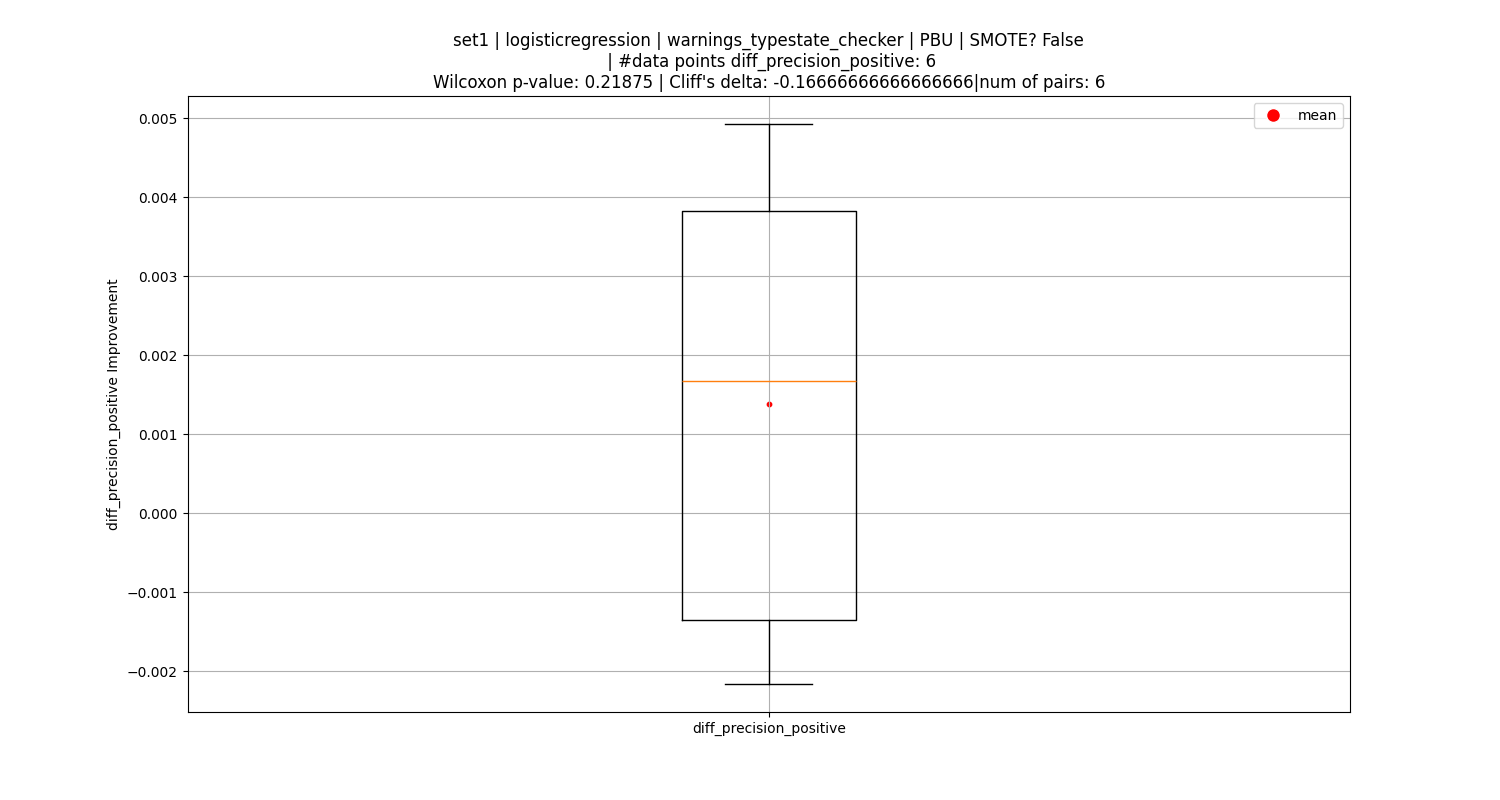 set1 | logisticregression | warnings_typestate_checker | PBU | SMOTE? False
| #data points diff_precision_positive: 6
Wilcoxon p-value: 0.21875 | Cliff's delta: -0.16666666666666666|num of pairs: 6
mean
0.005
0.004
0.003
0.002
0.001
0.000
−0.001
−0.002
diff_precision_positive Improvement
diff_precision_positive